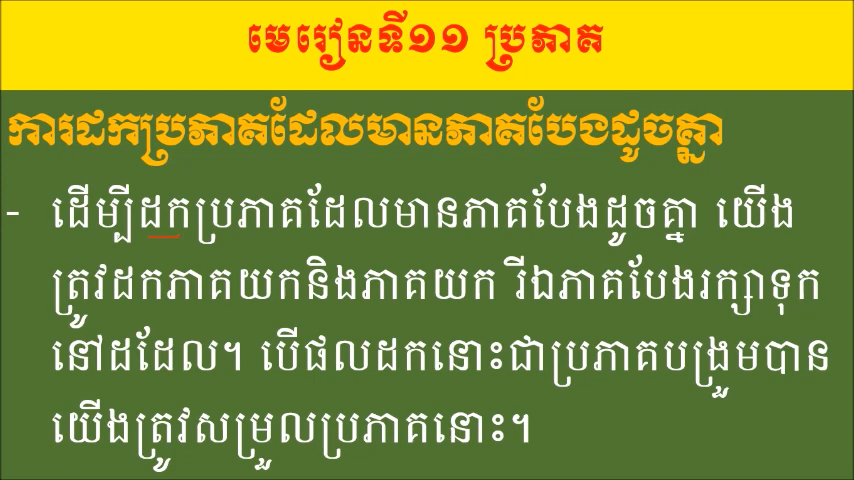 មេរៀនទី១១ ប្រភាគ
ការដកប្រភាគដែលមានភាគបែងដូចគ្នា
- ដើម្បីដកប្រភាគដែលមានភាគបែងដូចគ្នា យើង
ត្រូវដកភាគយកនិងភាគយក រីឯភាគបែងរក្សាទុក
នៅដដែល។ បើផលដកនោះជាប្រភាគបង្រួមបាន
យើងត្រូវសម្រួលប្រភាគនោះ។